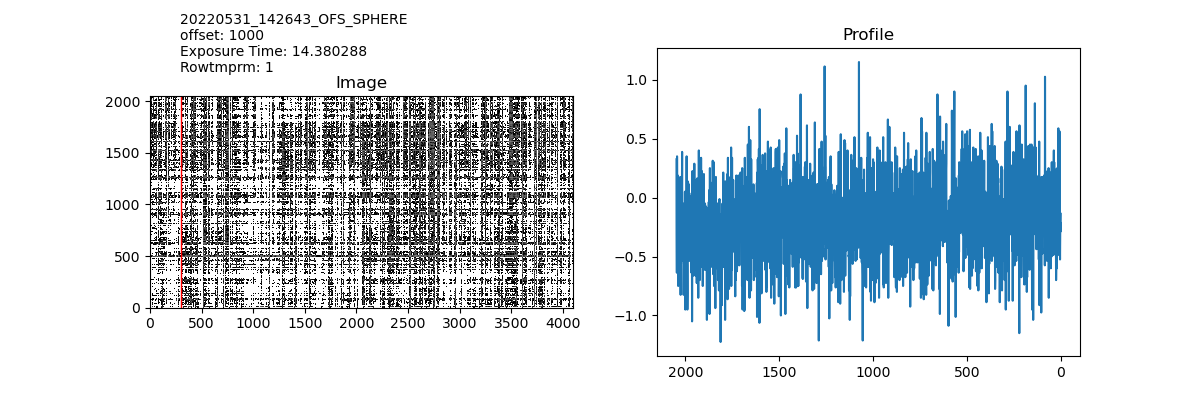 20220531_142643_OFS_SPHERE
offset: 1000
Exposure Time: 14.380288
Rowtmprm: 1
Image
2000
1500
1000
500
0
0 500 1000 1500 2000 2500 3000 3500 4000
Profile
1.0
0.5
0.0
−0.5
−1.0
2000 1500 1000 500 0